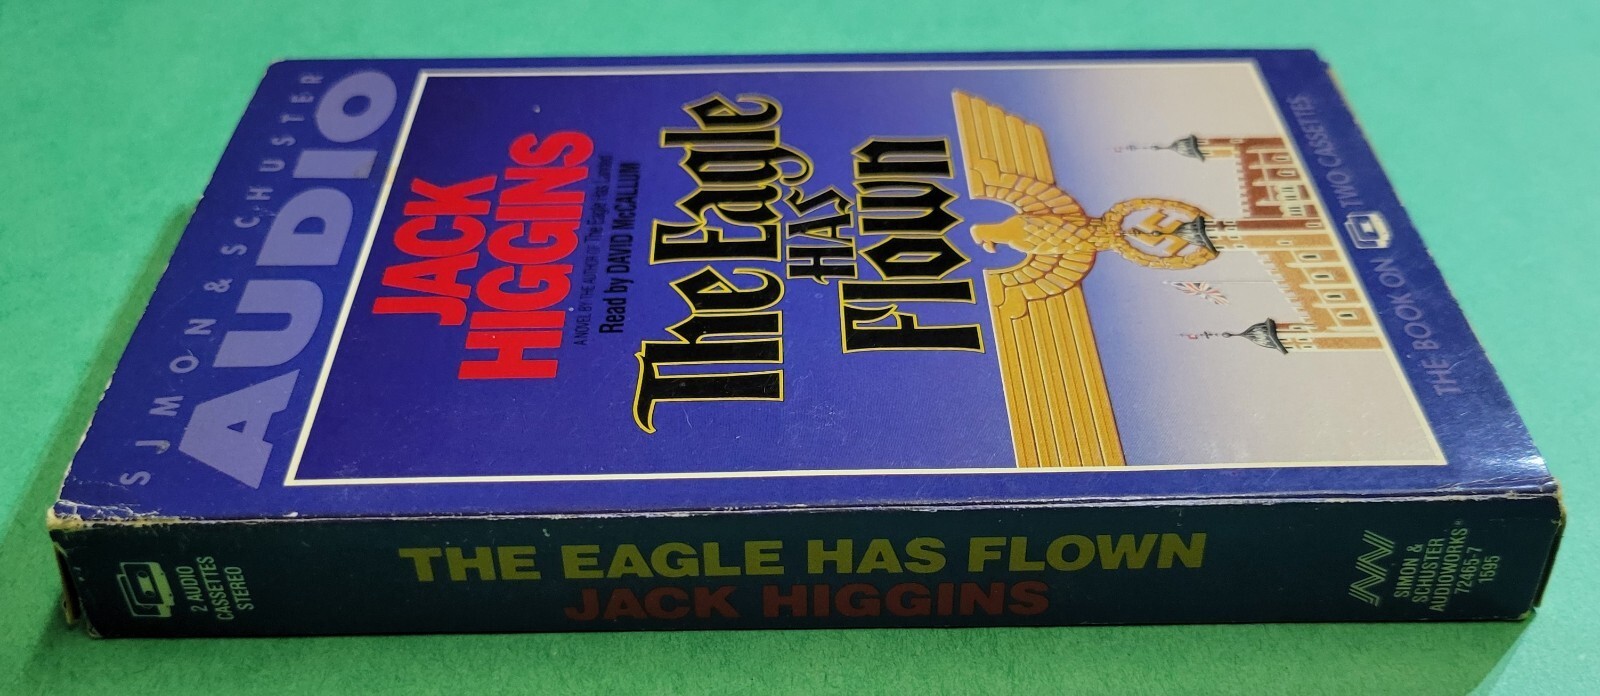 SIMON & SCHUSTER
AUDIO
JACK
HIGGINS
A NOVEL BY THE AUTHOR OF The Eagle Has Landed
Read by DAVID McCALLUM
The Eagle
HAS
Flown
THE BOOK ON TWO CASSETTES
2 AUDIO
CASSETTES
STEREO
THE EAGLE HAS FLOWN
JACK HIGGINS
SIMON &
SCHUSTER
AUDIOWORKS®
72465-7
1595